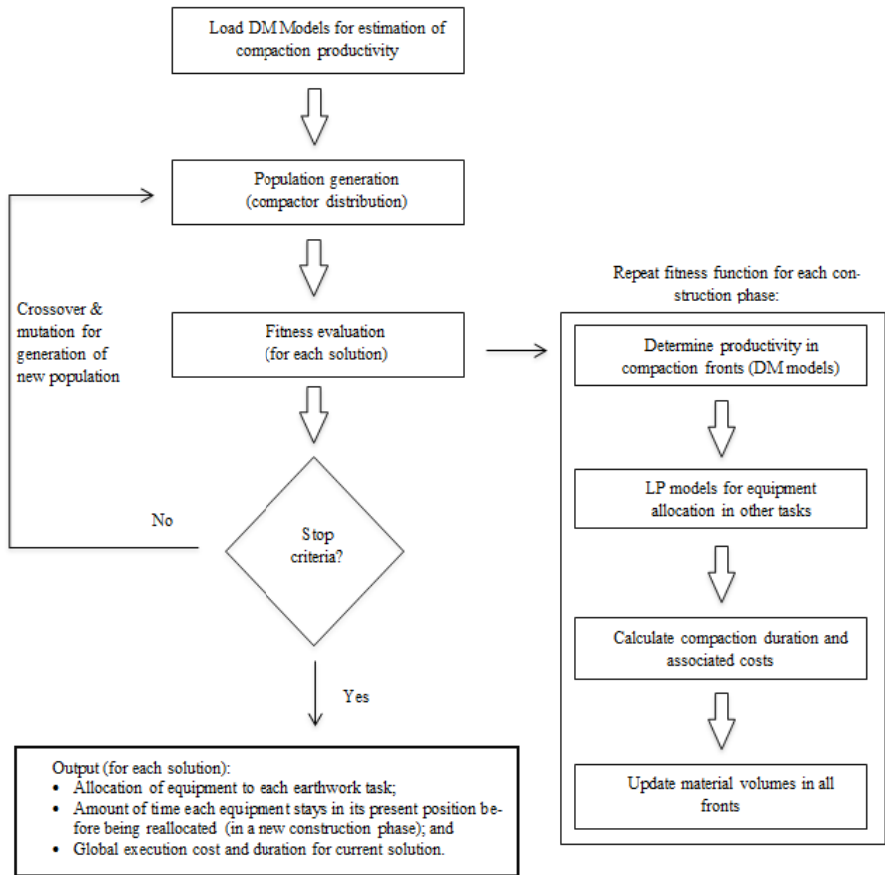 Load DM Models for estimation of
compaction productivity
Population generation
(compactor distribution)
Crossover &
mutation for
generation of
new population
Fitness evaluation
(for each solution)
No
Stop
criteria?
Yes
Output (for each solution):
• Allocation of equipment to each earthwork task;
• Amount of time each equipment stays in its present position be-
fore being reallocated (in a new construction phase); and
• Global execution cost and duration for current solution.
Repeat fitness function for each con-
struction phase:
Determine productivity in
compaction fronts (DM models)
LP models for equipment
allocation in other tasks
Calculate compaction duration and
associated costs
Update material volumes in all
fronts